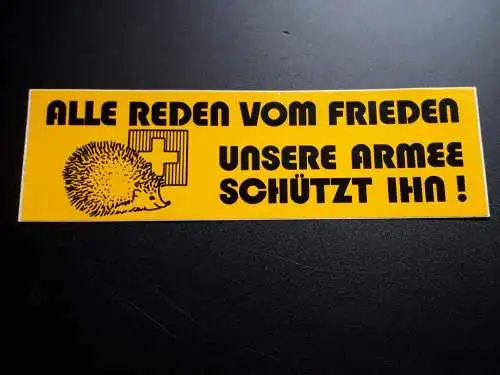 ALLE REDEN VOM FRIEDEN
UNSERE ARMEE
SCHÜTZT IHN !